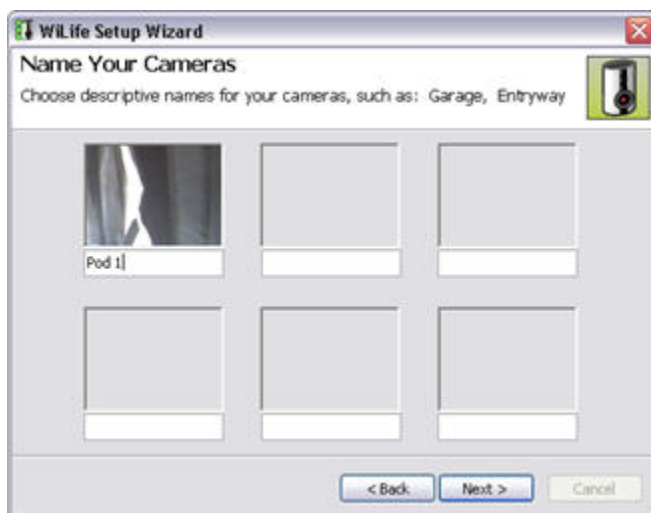 WiLife Setup Wizard
Name Your Cameras
Choose descriptive names for your cameras, such as: Garage, Entryway
Pod 1
< Back
Next >
Cancel